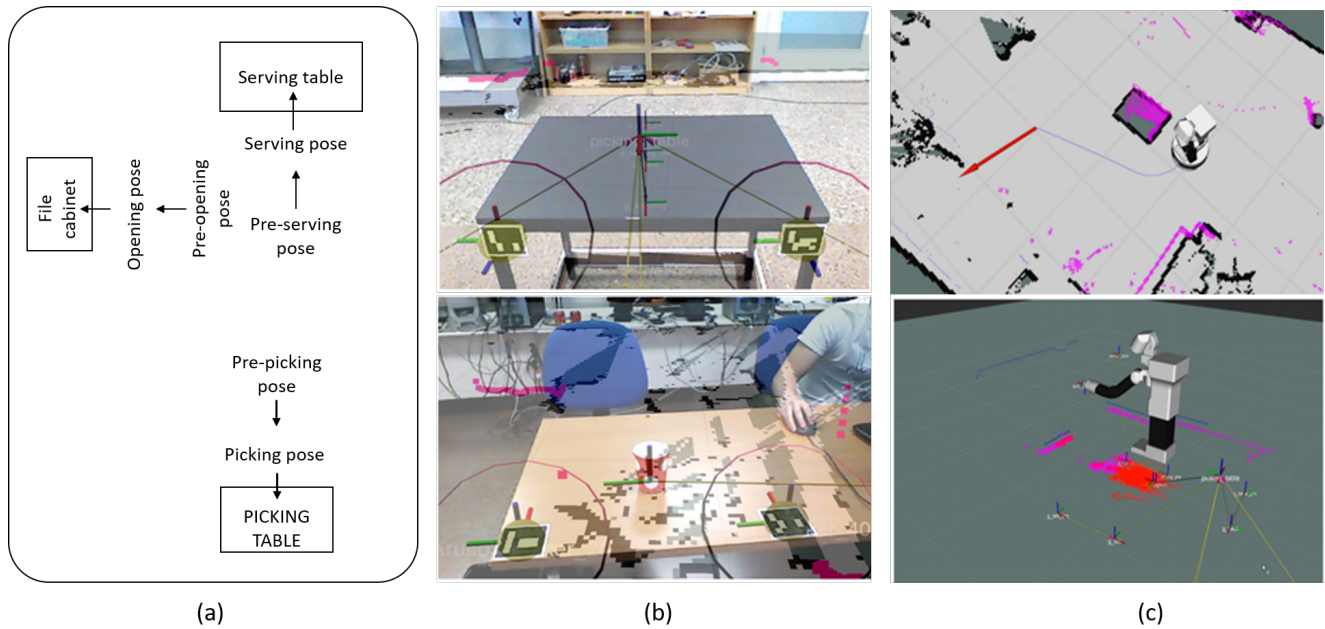 Serving table
Serving pose
File
cabinet
Opening pose
Pre-opening
pose
Pre-serving
pose
Pre-picking
pose
Picking pose
PICKING
TABLE
picking_table
(a)
(b)
(c)